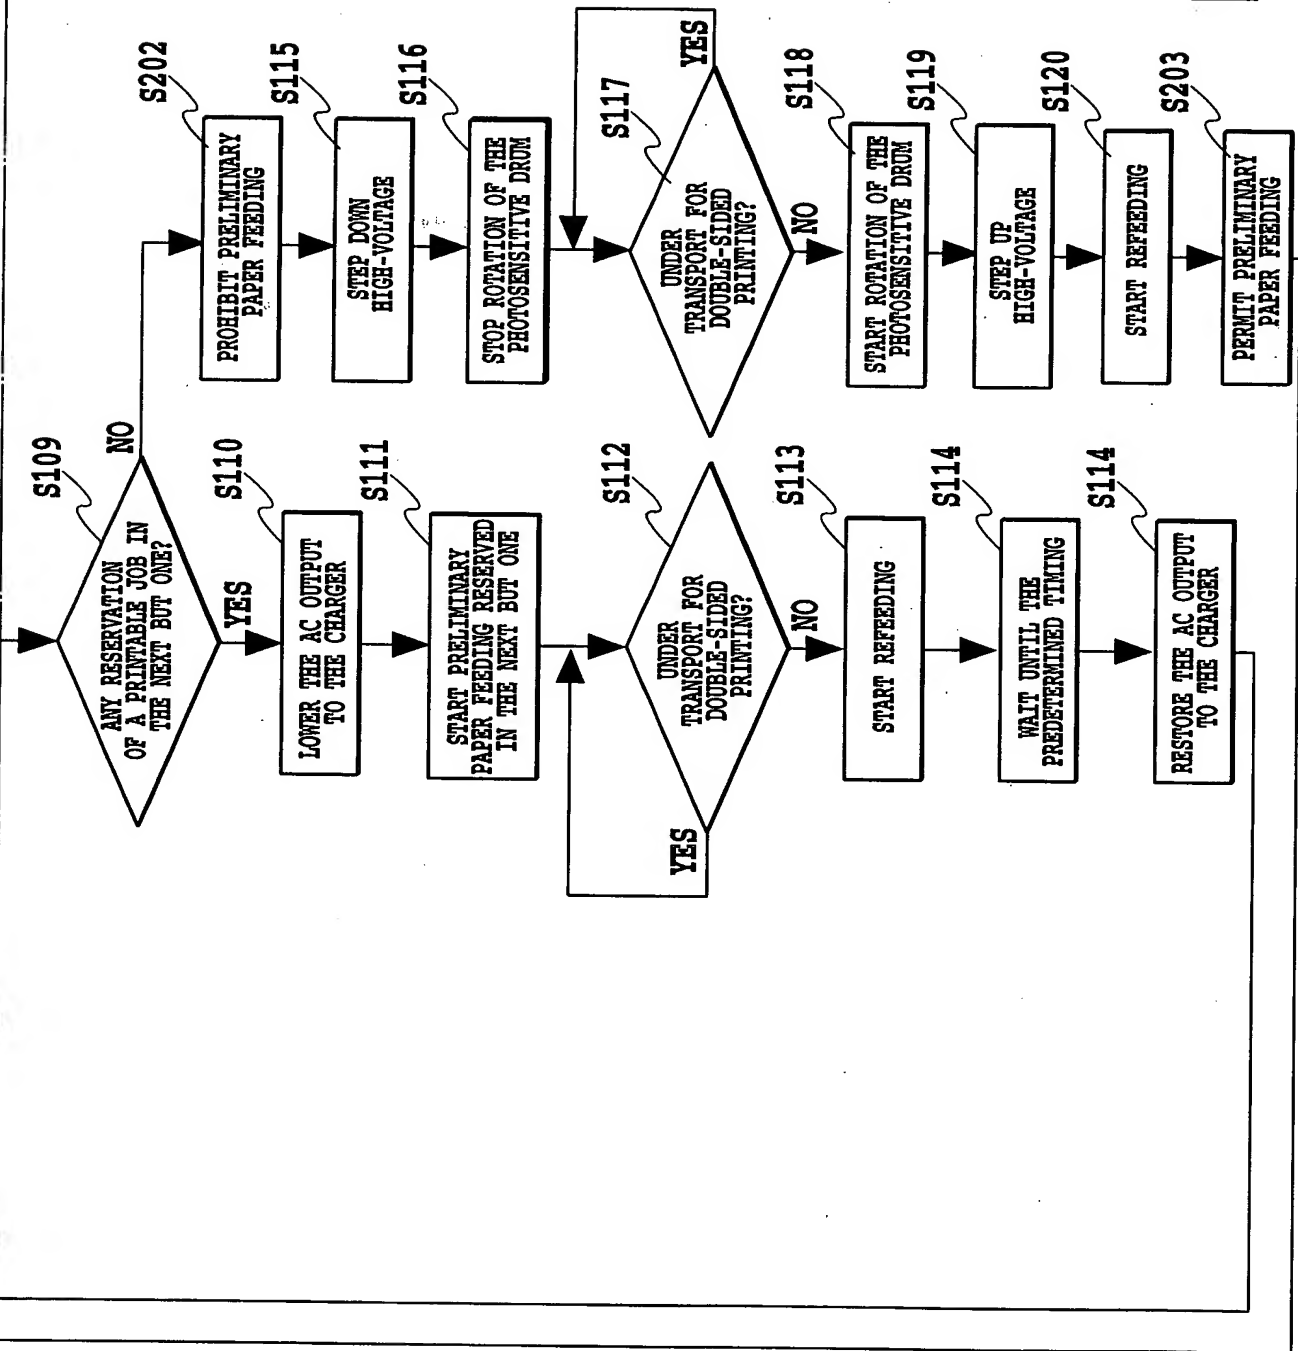 S109
ANY RESERVATION
OF A PRINTABLE JOB IN
THE NEXT BUT ONE?
NO
YES
S110
LOWER THE AC OUTPUT
TO THE CHARGER
S111
START PRELIMINARY
PAPER FEEDING RESERVED
IN THE NEXT BUT ONE
S112
UNDER
TRANSPORT FOR
DOUBLE-SIDED
PRINTING?
YES
NO
S113
START REFEEDING
S114
WAIT UNTIL THE
PREDETERMINED TIMING
S114
RESTORE THE AC OUTPUT
TO THE CHARGER
S202
PROHIBIT PRELIMINARY
PAPER FEEDING
S115
STEP DOWN
HIGH-VOLTAGE
S116
STOP ROTATION OF THE
PHOTOSENSITIVE DRUM
S117
UNDER
TRANSPORT FOR
DOUBLE-SIDED
PRINTING?
YES
NO
S118
START ROTATION OF THE
PHOTOSENSITIVE DRUM
S119
STEP UP
HIGH-VOLTAGE
S120
START REFEEDING
S203
PERMIT PRELIMINARY
PAPER FEEDING